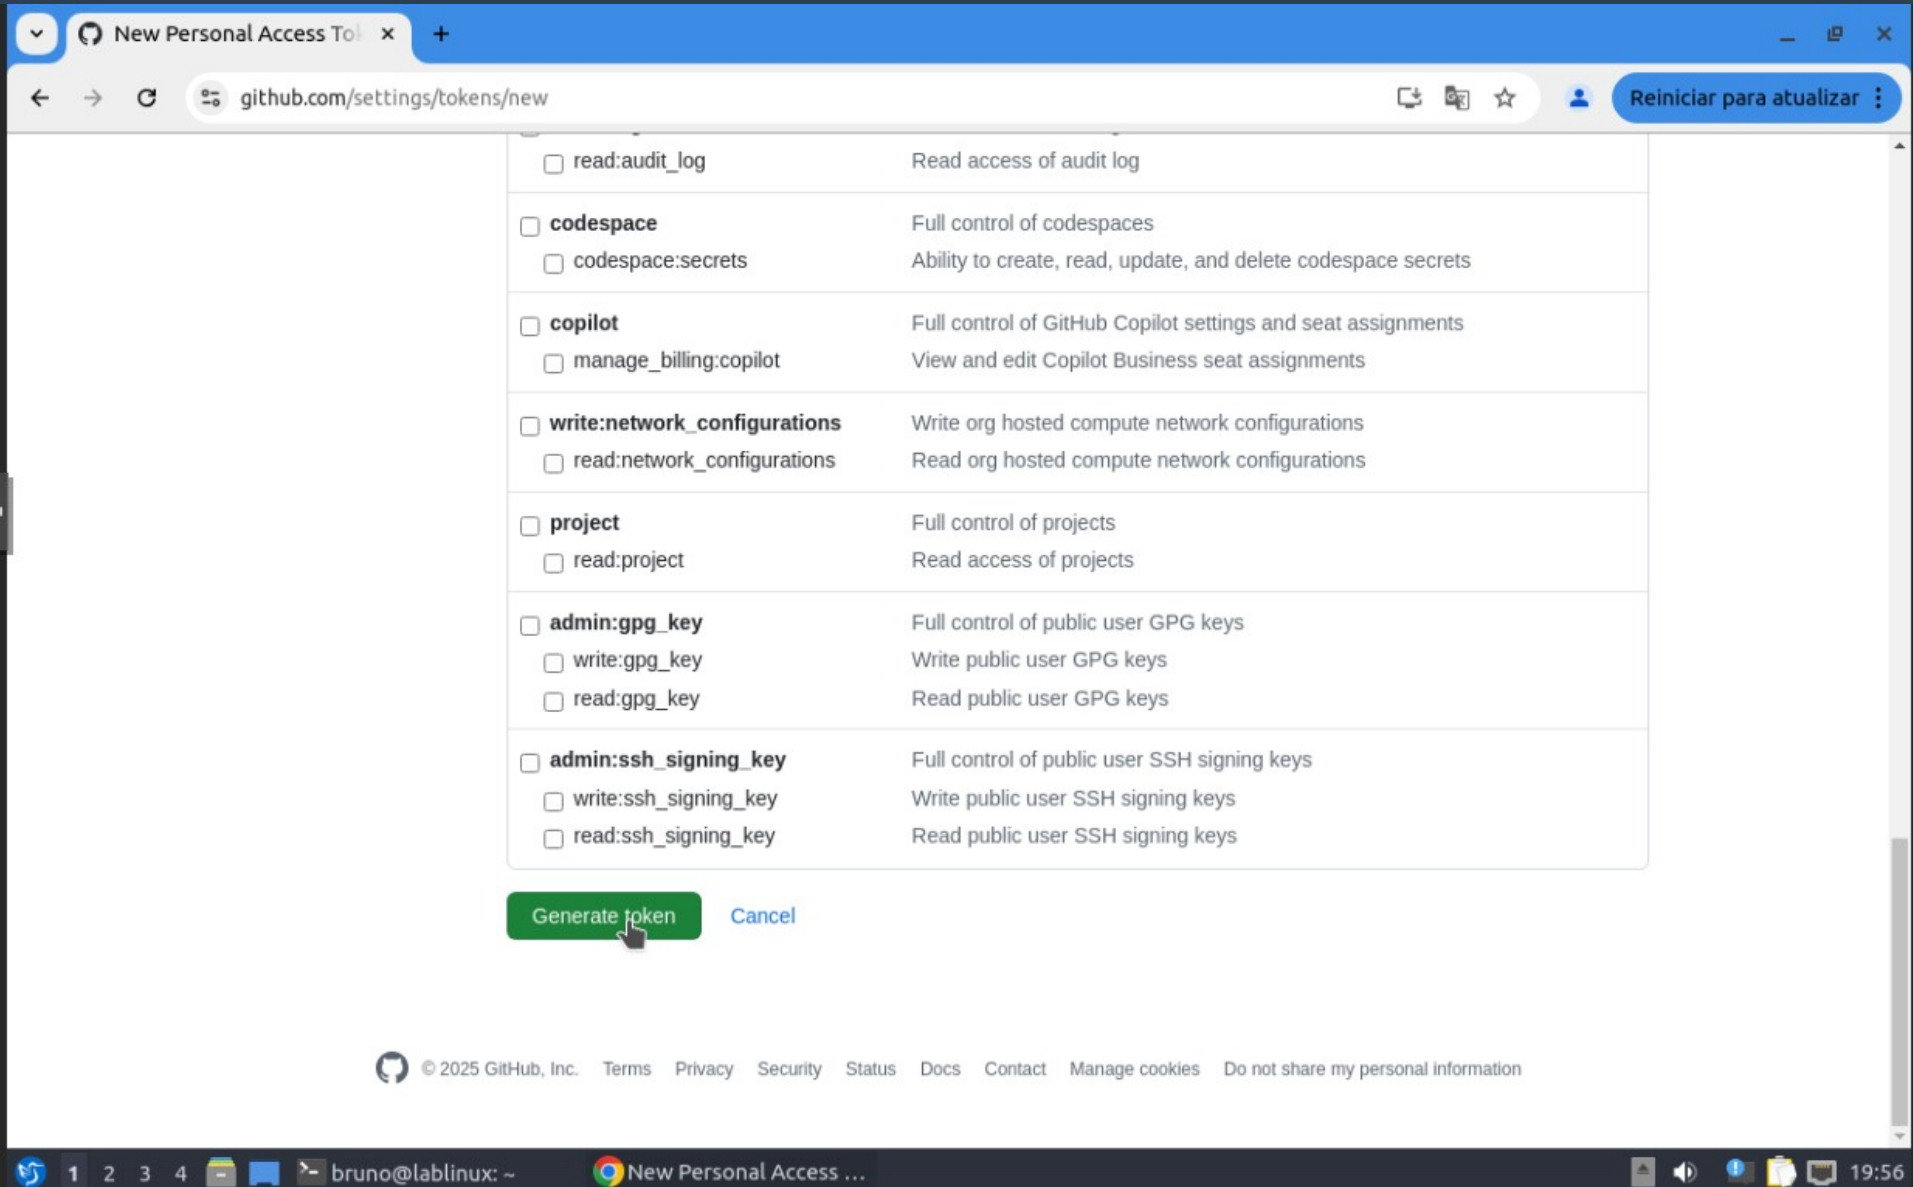 New Personal Access To
github.com/settings/tokens/new
Reiniciar para atualizar
read:audit_log Read access of audit log
codespace Full control of codespaces
codespace:secrets Ability to create, read, update, and delete codespace secrets
copilot Full control of GitHub Copilot settings and seat assignments
manage_billing:copilot View and edit Copilot Business seat assignments
write:network_configurations Write org hosted compute network configurations
read:network_configurations Read org hosted compute network configurations
project Full control of projects
read:project Read access of projects
admin:gpg_key Full control of public user GPG keys
write:gpg_key Write public user GPG keys
read:gpg_key Read public user GPG keys
admin:ssh_signing_key Full control of public user SSH signing keys
write:ssh_signing_key Write public user SSH signing keys
read:ssh_signing_key Read public user SSH signing keys
Generate token Cancel
© 2025 GitHub, Inc. Terms Privacy Security Status Docs Contact Manage cookies Do not share my personal information
1 2 3 4 bruno@lablinux: ~ New Personal Access ... 19:56